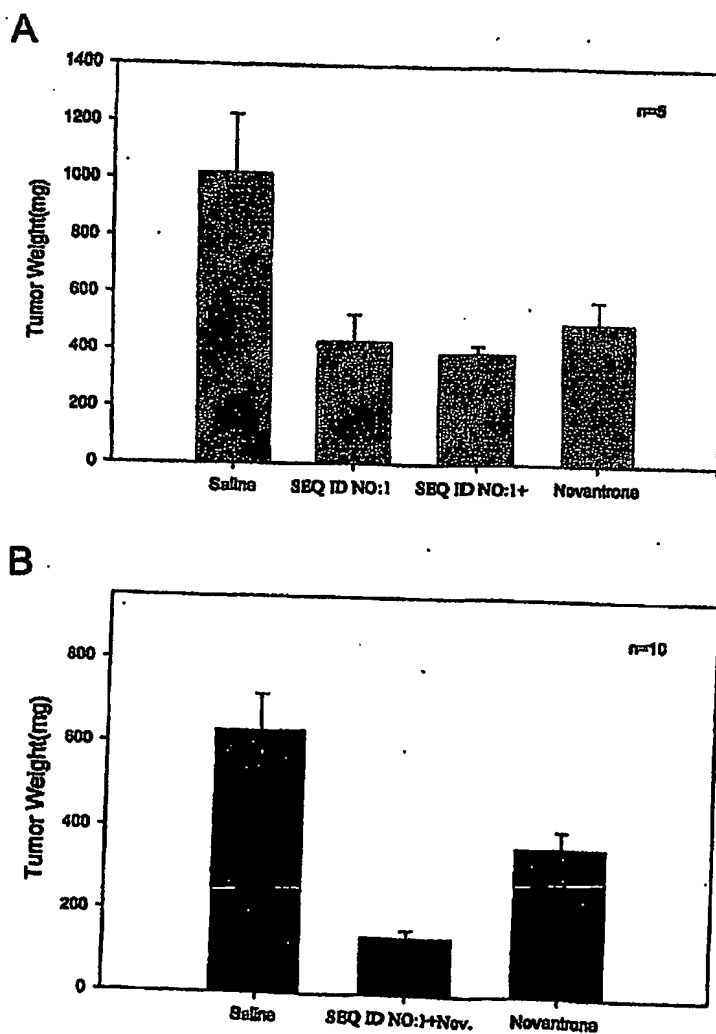 A
1400
1200
1000
800
600
400
200
0
Tumor Weight(mg)
n=5
Saline
SEQ ID NO:1
SEQ ID NO:1+
Novantrone
B
800
600
400
200
0
Tumor Weight(mg)
n=10
Saline
SEQ ID NO:1+Nov.
Novantrone